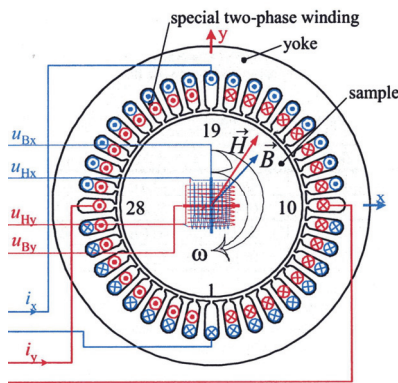 special two-phase winding
y
yoke
sample
19
H
B
u_Bx
u_Hx
x
28
10
u_Hy
u_By
ω
1
i_x
i_y